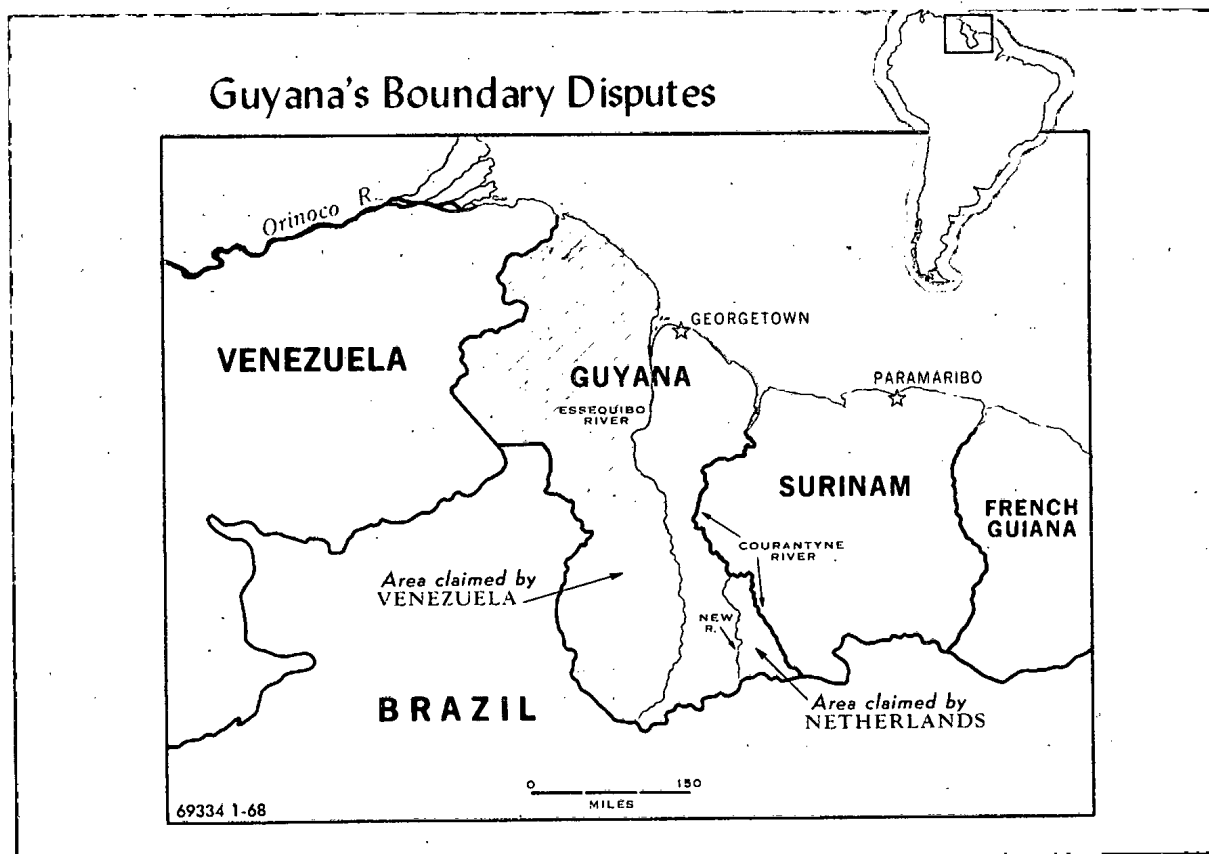 Guyana's Boundary Disputes
Orinoco R.
GEORGETOWN
VENEZUELA
GUYANA
PARAMARIBO
ESSEQUIBO
RIVER
SURINAM
FRENCH
GUIANA
COURANTYNE
RIVER
Area claimed by
VENEZUELA
NEW
R.
BRAZIL
Area claimed by
NETHERLANDS
0 150
MILES
69334 1-68